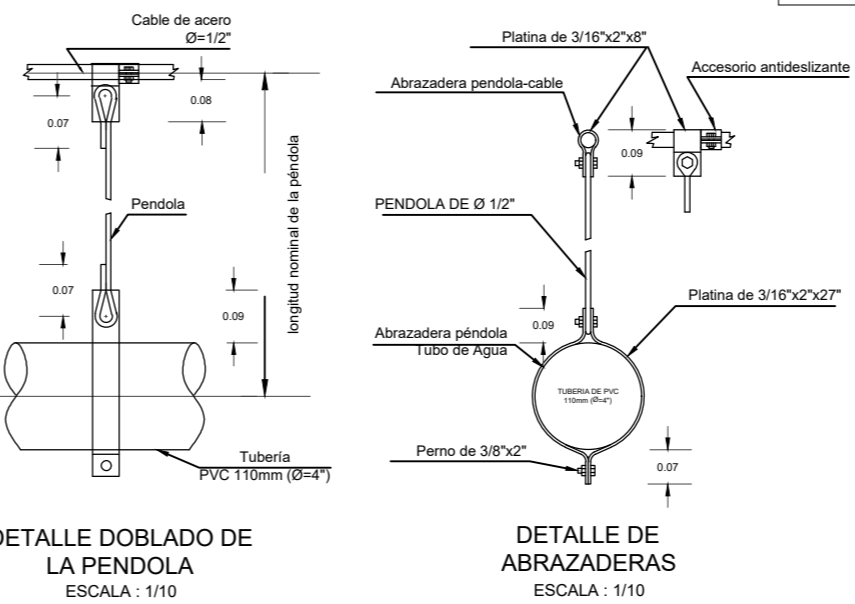 Cable de acero
Ø=1/2"
0.07
0.08
Pendola
longitud nominal de la péndola
0.07
0.09
Tubería
PVC 110mm (Ø=4")
DETALLE DOBLADO DE
LA PENDOLA
ESCALA : 1/10
Platina de 3/16"x2"x8"
Abrazadera pendola-cable
Accesorio antideslizante
0.09
PENDOLA DE Ø 1/2"
Platina de 3/16"x2"x27"
0.09
Abrazadera péndola
Tubo de Agua
TUBERIA DE PVC
110mm (Ø=4")
Perno de 3/8"x2"
0.07
DETALLE DE
ABRAZADERAS
ESCALA : 1/10